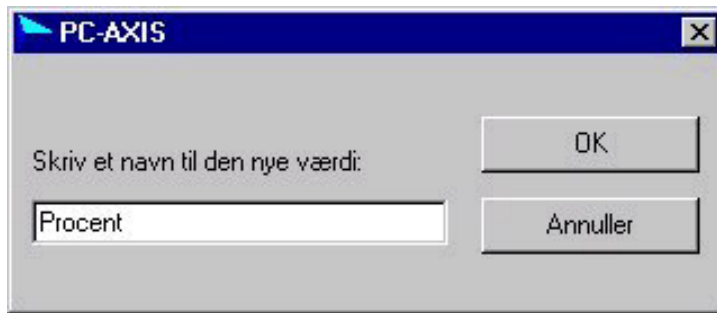 PC-AXIS
Skriv et navn til den nye værdi:
Procent
OK
Annuller